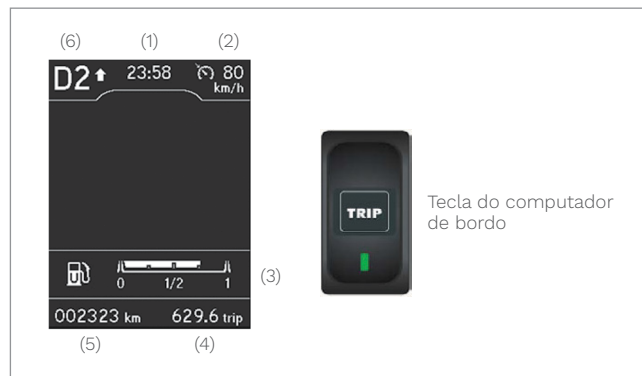 (6) (1) (2)
D2 23:58 80
km/h
TRIP
Tecla do computador
de bordo
(3)
0 1/2 1
002323 km 629.6 trip
(5) (4)